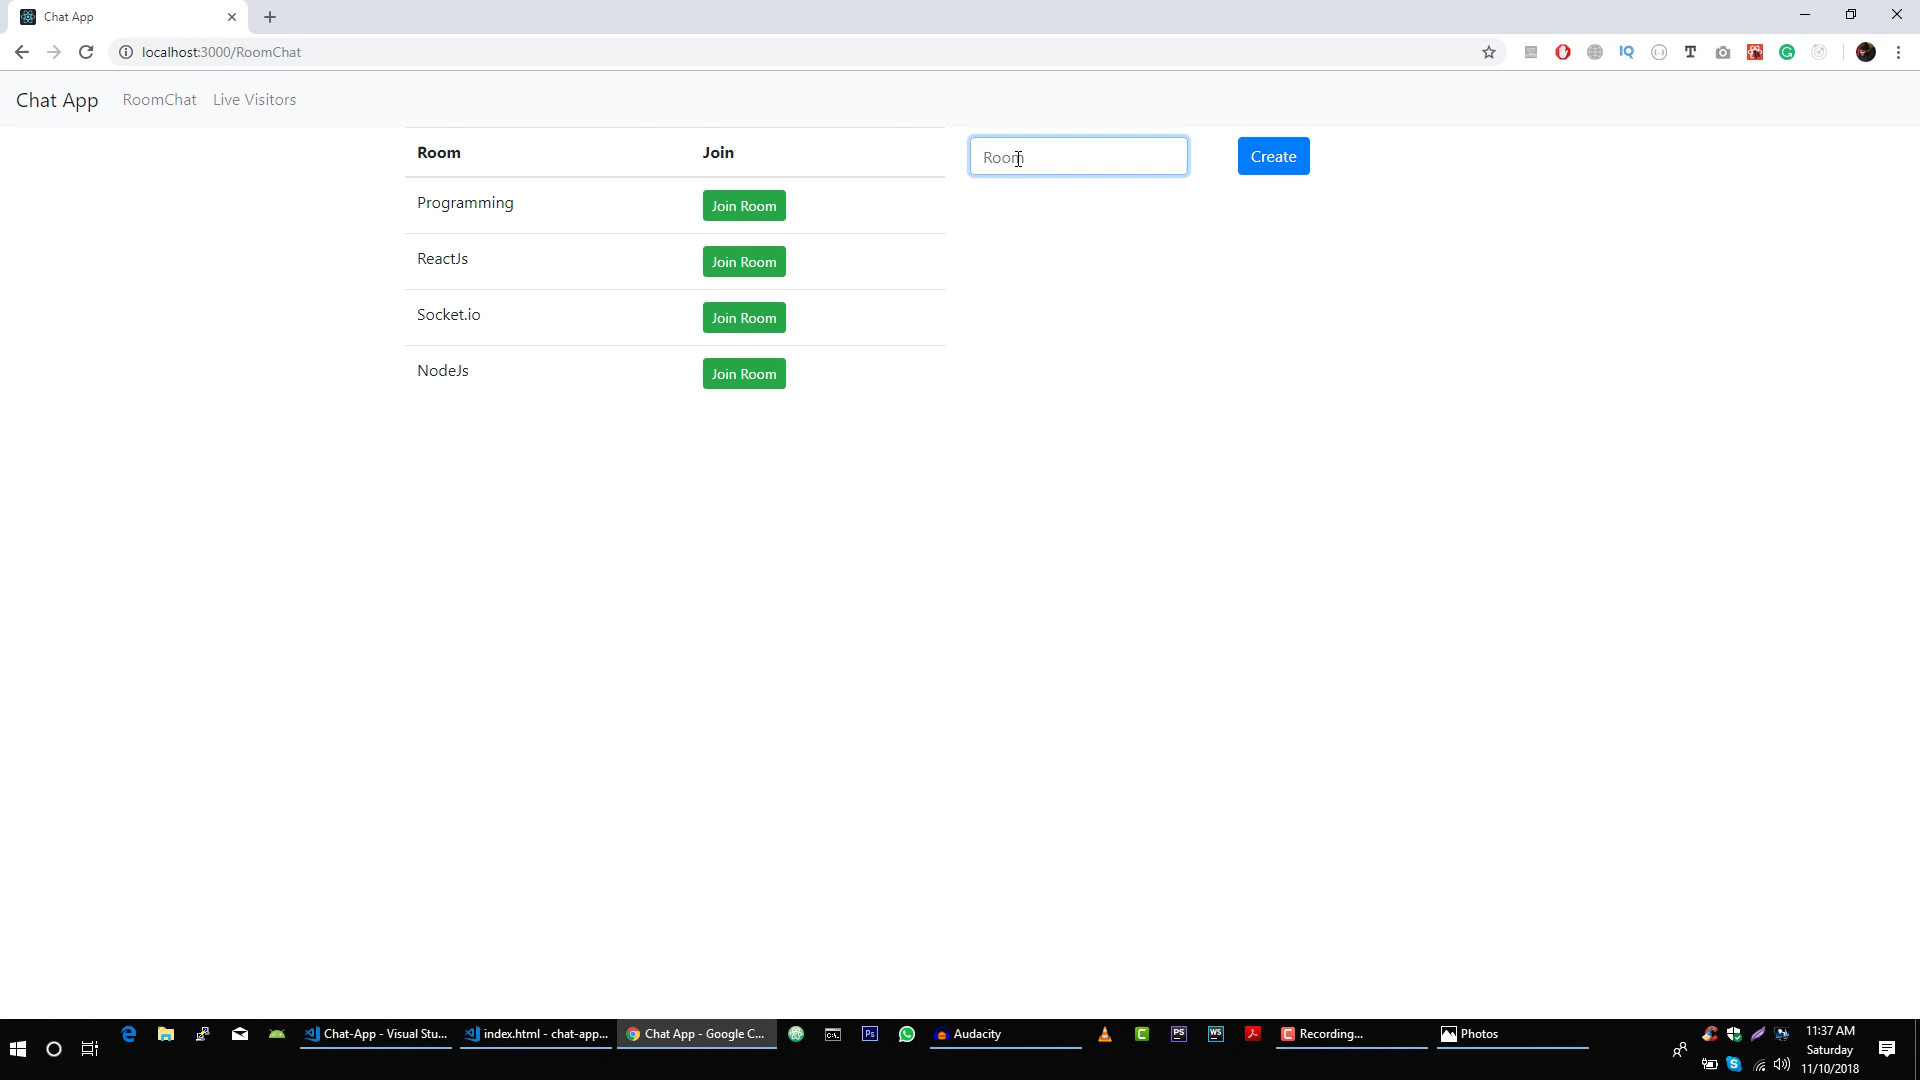 Chat App
localhost:3000/RoomChat
Chat App RoomChat Live Visitors
Room Join
Room
Create
Programming Join Room
ReactJs Join Room
Socket.io Join Room
NodeJs Join Room
Chat-App - Visual Stu...
index.html - chat-app...
Chat App - Google C...
Audacity
Recording...
Photos
11:37 AM
Saturday
11/10/2018